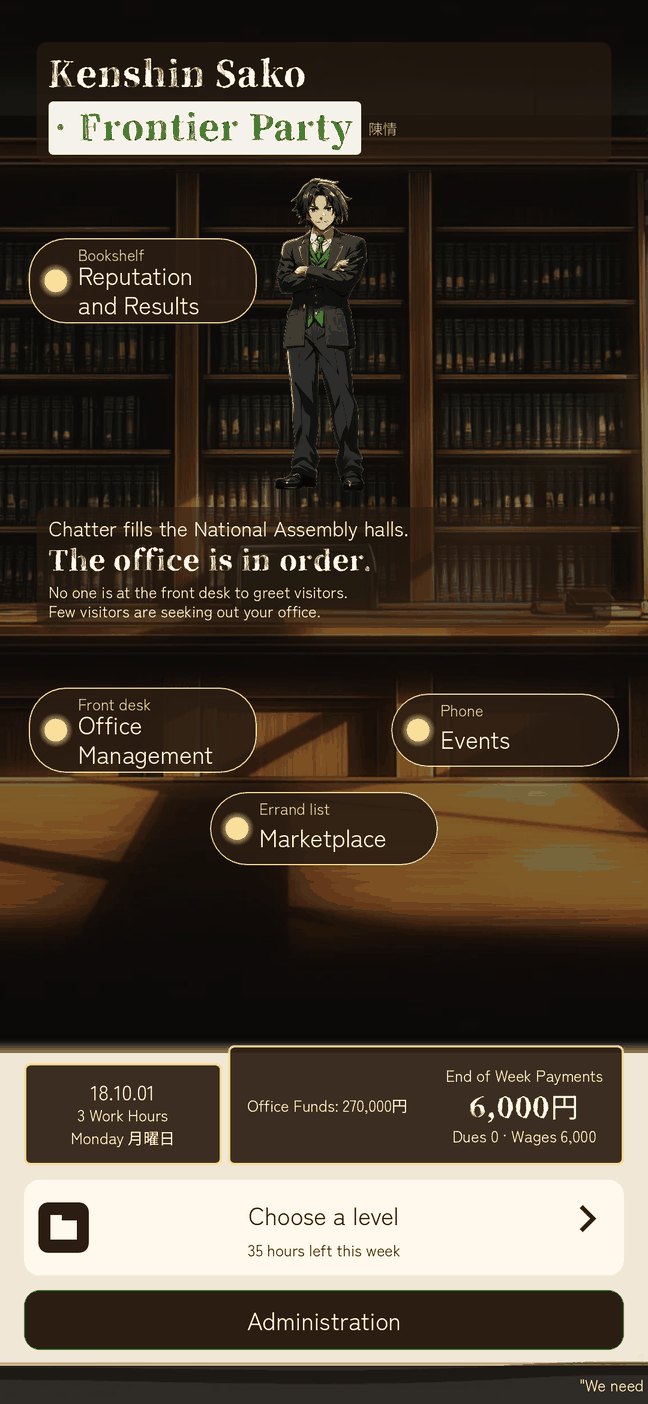 Kenshin Sako
· Frontier Party 陳情
Bookshelf
Reputation
and Results
Chatter fills the National Assembly halls.
The office is in order.
No one is at the front desk to greet visitors.
Few visitors are seeking out your office.
Front desk
Office
Management
Phone
Events
Errand list
Marketplace
18.10.01
3 Work Hours
Monday 月曜日
Office Funds: 270,000円
End of Week Payments
6,000円
Dues 0 · Wages 6,000
Choose a level
35 hours left this week
Administration
"We need